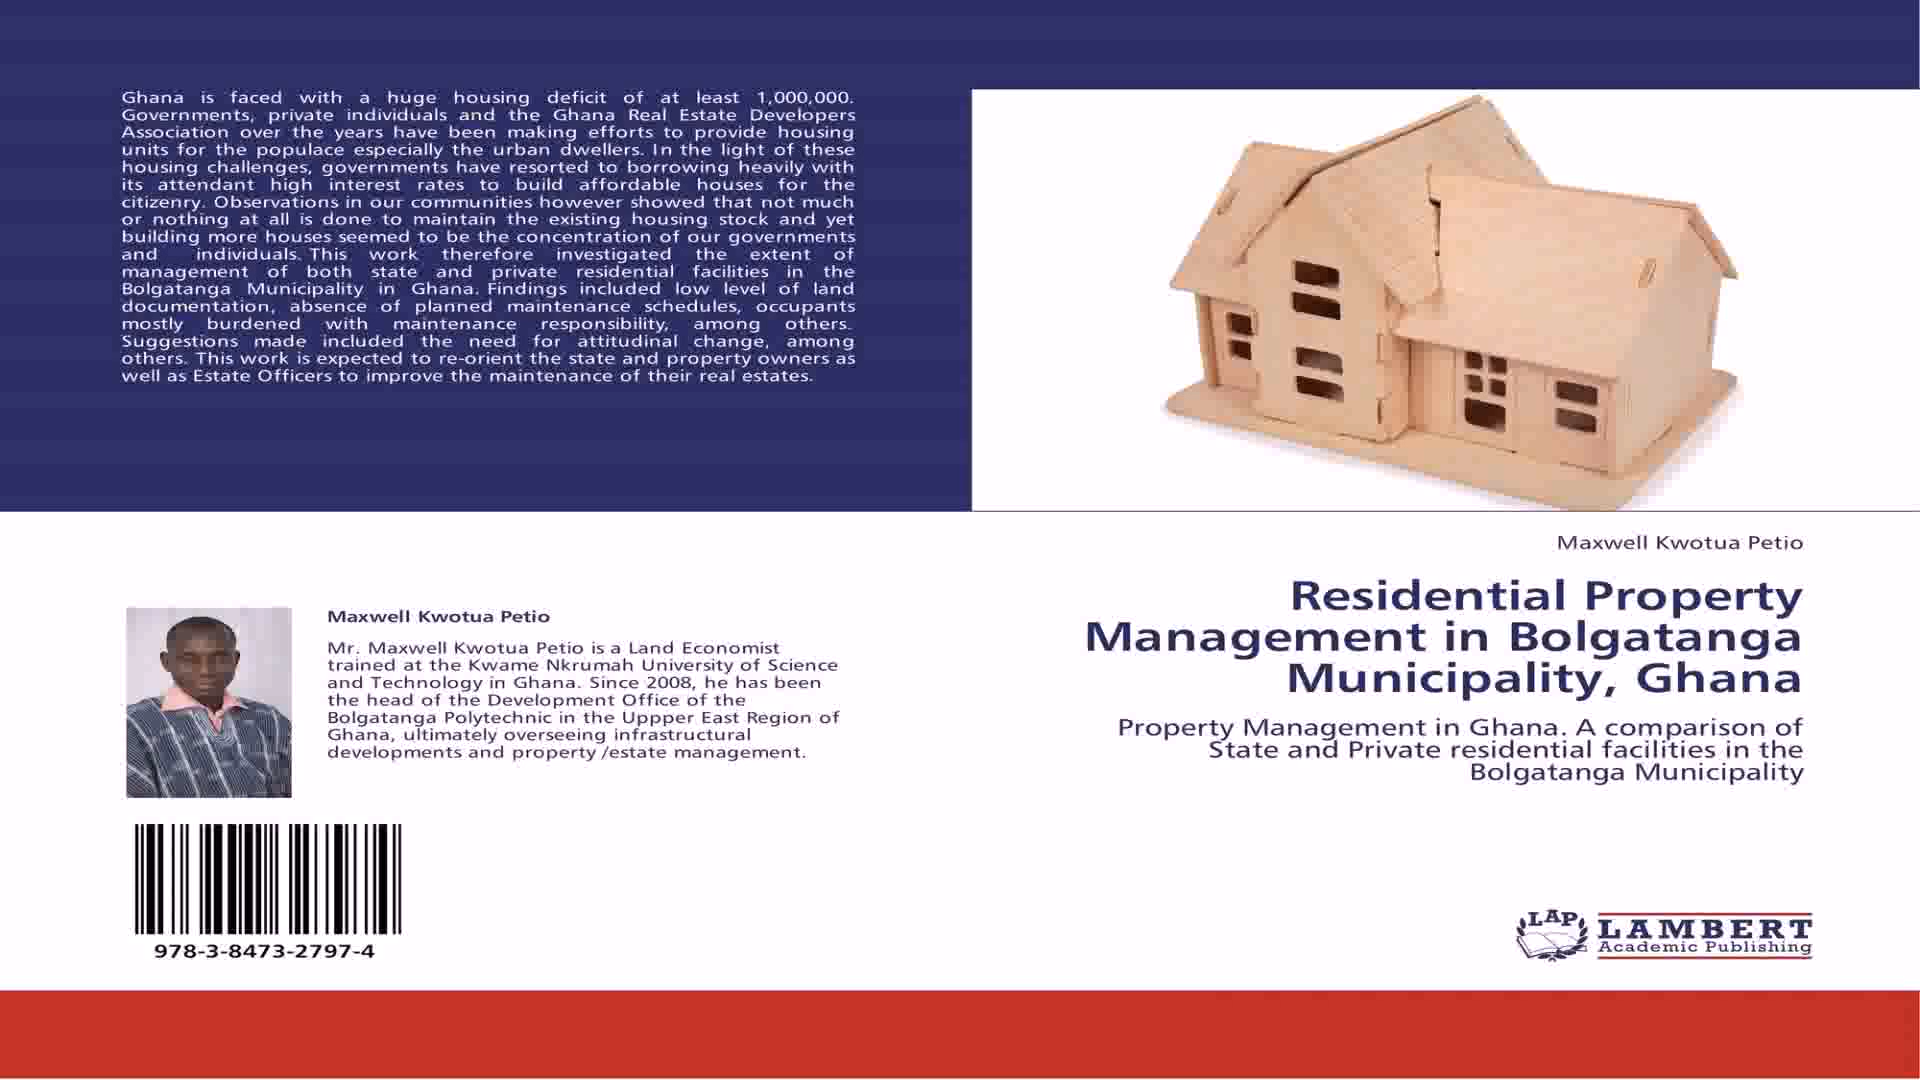 Ghana is faced with a huge housing deficit of at least 1,000,000.
Governments, private individuals and the Ghana Real Estate Developers
Association over the years have been making efforts to provide housing
units for the populace especially the urban dwellers. In the light of these
housing challenges, governments have resorted to borrowing heavily with
its attendant high interest rates to build affordable houses for the
citizenry. Observations in our communities however showed that not much
or nothing at all is done to maintain the existing housing stock and yet
building more houses seemed to be the concentration of our governments
and individuals. This work therefore investigated the extent of
management of both state and private residential facilities in the
Bolgatanga Municipality in Ghana. Findings included low level of land
documentation, absence of planned maintenance schedules, occupants
mostly burdened with maintenance responsibility, among others.
Suggestions made included the need for attitudinal change, among
others. This work is expected to re-orient the state and property owners as
well as Estate Officers to improve the maintenance of their real estates.
Maxwell Kwotua Petio
Mr. Maxwell Kwotua Petio is a Land Economist
trained at the Kwame Nkrumah University of Science
and Technology in Ghana. Since 2008, he has been
the head of the Development Office of the
Bolgatanga Polytechnic in the Uppper East Region of
Ghana, ultimately overseeing infrastructural
developments and property /estate management.
978-3-8473-2797-4
Maxwell Kwotua Petio
Residential Property
Management in Bolgatanga
Municipality, Ghana
Property Management in Ghana. A comparison of
State and Private residential facilities in the
Bolgatanga Municipality
LAP
LAMBERT
Academic Publishing